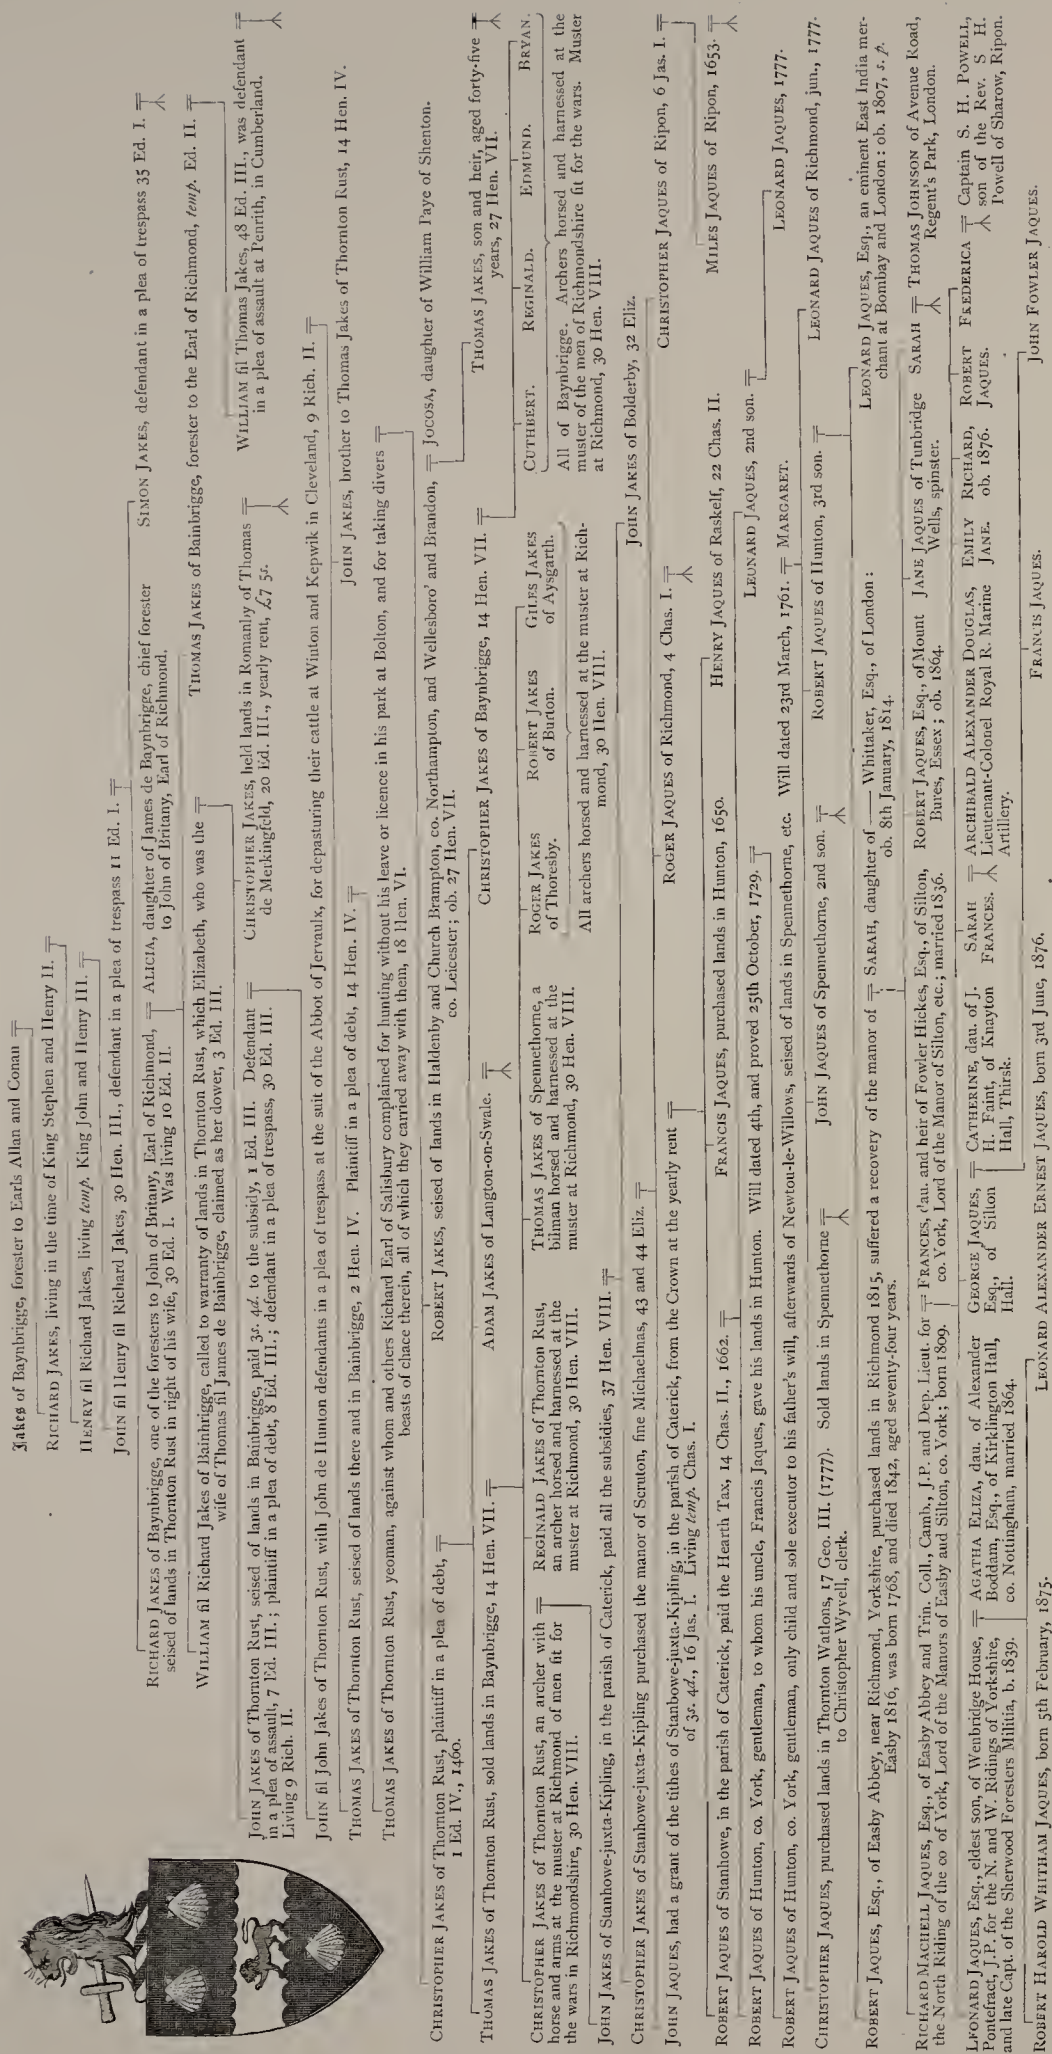 Jakes of Baynbrigge, forester to Earls Allan and Conan
RICHARD JAKES, living in the time of King Stephen and Henry II.
HENRY fil Richard Jakes, living temp. King John and Henry III.
JOHN fil Henry fil Richard Jakes, 30 Hen. III., defendant in a plea of trespass 11 Ed. I.
RICHARD JAKES of Baynbrigge, one of the foresters to John of Britany, Earl of Richmond,
seised of lands in Thornton Rust in right of his wife, 30 Ed. I. Was living 10 Ed. II.
ALICIA, daughter of James de Baynbrigge, chief forester
to John of Britany, Earl of Richmond.
SIMON JAKES, defendant in a plea of trespass 35 Ed. I.
WILLIAM fil Richard Jakes of Bainbrigge, called to warranty of lands in Thornton Rust, which Elizabeth, who was the
wife of Thomas fil James de Bainbrigge, claimed as her dower, 3 Ed. III.
THOMAS JAKES of Bainbrigge, forester to the Earl of Richmond, temp. Ed. II.
JOHN JAKES of Thornton Rust, seised of lands in Bainbrigge, paid 3s. 4d. to the subsidy, 1 Ed. III. Defendant
in a plea of assault, 7 Ed. III.; plaintiff in a plea of debt, 8 Ed. III.; defendant in a plea of trespass, 30 Ed. III.
Living 9 Rich. II.
CHRISTOPHER JAKES, held lands in Romanly of Thomas
de Merkingfeld, 20 Ed. III., yearly rent, £7 5s.
WILLIAM fil Thomas Jakes, 48 Ed. III., was defendant
in a plea of assault at Penrith, in Cumberland.
JOHN fil John Jakes of Thornton Rust, with John de Hunton defendants in a plea of trespass at the suit of the Abbot of Jervaulx, for depasturing their cattle at Winton and Kepwik in Cleveland, 9 Rich. II.
THOMAS JAKES of Thornton Rust, seised of lands there and in Bainbrigge, 2 Hen. IV. Plaintiff in a plea of debt, 14 Hen. IV.
JOHN JAKES, brother to Thomas Jakes of Thornton Rust, 14 Hen. IV.
THOMAS JAKES of Thornton Rust, yeoman, against whom and others Richard Earl of Salisbury complained for hunting without his leave or licence in his park at Bolton, and for taking divers
beasts of chace therein, all of which they carried away with them, 18 Hen. VI.
CHRISTOPHER JAKES of Thornton Rust, plaintiff in a plea of debt,
1 Ed. IV., 1460.
ROBERT JAKES, seised of lands in Haldenby and Church Brampton, co. Northampton, and Wellesboro' and Brandon,
co. Leicester; ob. 27 Hen. VII.
JOCOSA, daughter of William Paye of Shenton.
THOMAS JAKES of Thornton Rust, sold lands in Baynbrigge, 14 Hen. VII.
ADAM JAKES of Langton-on-Swale.
CHRISTOPHER JAKES of Baynbrigge, 14 Hen. VII.
THOMAS JAKES, son and heir, aged forty-five
years, 27 Hen. VII.
CHRISTOPHER JAKES of Thornton Rust, an archer with
horse and arms at the muster at Richmond of men fit for
the wars in Richmondshire, 30 Hen. VIII.
REGINALD JAKES of Thornton Rust,
an archer horsed and harnessed at the
muster at Richmond, 30 Hen. VIII.
THOMAS JAKES of Spennethorne, a
bilman horsed and harnessed at the
muster at Richmond, 30 Hen. VIII.
ROGER JAKES
of Thoresby.
ROBERT JAKES
of Burton.
GILES JAKES
of Aysgarth.
All archers horsed and harnessed at the muster at Rich-
mond, 30 Hen. VIII.
CUTHBERT. REGINALD. EDMUND. BRYAN.
All of Baynbrigge. Archers horsed and harnessed at the
muster of the men of Richmondshire fit for the wars. Muster
at Richmond, 30 Hen. VIII.
JOHN JAKES of Stanhowe-juxta-Kipling, in the parish of Caterick, paid all the subsidies, 37 Hen. VIII.
CHRISTOPHER JAKES of Stanhowe-juxta-Kipling purchased the manor of Scruton, fine Michaelmas, 43 and 44 Eliz.
JOHN JAKES of Bolderby, 32 Eliz.
JOHN JAQUES, had a grant of the tithes of Stanhowe-juxta-Kipling, in the parish of Caterick, from the Crown at the yearly rent
of 3s. 4d., 16 Jas. I. Living temp. Chas. I.
ROGER JAQUES of Richmond, 4 Chas. I.
CHRISTOPHER JAQUES of Ripon, 6 Jas. I.
ROBERT JAQUES of Stanhowe, in the parish of Caterick, paid the Hearth Tax, 14 Chas. II., 1662.
FRANCIS JAQUES, purchased lands in Hunton, 1650.
HENRY JAQUES of Raskelf, 22 Chas. II.
MILES JAQUES of Ripon, 1653.
ROBERT JAQUES of Hunton, co. York, gentleman, to whom his uncle, Francis Jaques, gave his lands in Hunton. Will dated 4th, and proved 25th October, 1729.
LEONARD JAQUES, 2nd son.
ROBERT JAQUES of Hunton, co. York, gentleman, only child and sole executor to his father's will, afterwards of Newton-le-Willows, seised of lands in Spennethorne, etc. Will dated 23rd March, 1761.
MARGARET.
LEONARD JAQUES, 1777.
CHRISTOPHER JAQUES, purchased lands in Thornton Watlons, 17 Geo. III. (1777). Sold lands in Spennethorne
to Christopher Wyvell, clerk.
JOHN JAQUES of Spennethorne, 2nd son.
ROBERT JAQUES of Hunton, 3rd son.
LEONARD JAQUES of Richmond, jun., 1777.
ROBERT JAQUES, Esq., of Easby Abbey, near Richmond, Yorkshire, purchased lands in Richmond 1815, suffered a recovery of the manor of
Easby 1816, was born 1768, and died 1842, aged seventy-four years.
SARAH, daughter of —— Whittaker, Esq., of London:
ob. 8th January, 1814.
LEONARD JAQUES, Esq., an eminent East India mer-
chant at Bombay and London: ob. 1807, s. p.
RICHARD MACHELL JAQUES, Esq., of Easby Abbey and Trin. Coll., Camb., J.P. and Dep. Lieut. for
the North Riding of the co of York, Lord of the Manors of Easby and Silton, co. York; born 1809.
FRANCES, dau. and heir of Fowler Hickes, Esq., of Silton,
co. York, Lord of the Manor of Silton, etc.; married 1836.
ROBERT JAQUES, Esq., of Mount
Bures, Essex; ob. 1864.
JANE JAQUES of Tunbridge
Wells, spinster.
SARAH
THOMAS JOHNSON of Avenue Road,
Regent's Park, London.
LEONARD JAQUES, Esq., eldest son, of Wenbridge House,
Pontefract, J.P. for the N. and W. Ridings of Yorkshire,
and late Capt. of the Sherwood Foresters Militia, b. 1839.
AGATHA ELIZA, dau. of Alexander
Boddam, Esq., of Kirklington Hall,
co. Nottingham, married 1864.
GEORGE JAQUES,
Esq., of Silton
Hall.
CATHERINE, dau. of J.
H. Faint, of Knayton
Hall, Thirsk.
SARAH
FRANCES.
ARCHIBALD ALEXANDER DOUGLAS,
Lieutenant-Colonel Royal R. Marine
Artillery.
EMILY
JANE.
RICHARD,
ob. 1876.
ROBERT
JAQUES.
FEDERICA
Captain S. H. POWELL,
son of the Rev. S H.
Powell of Sharow, Ripon.
ROBERT HAROLD WHITHAM JAQUES, born 5th February, 1875.
LEONARD ALEXANDER ERNEST JAQUES, born 3rd June, 1876.
FRANCIS JAQUES.
JOHN FOWLER JAQUES.